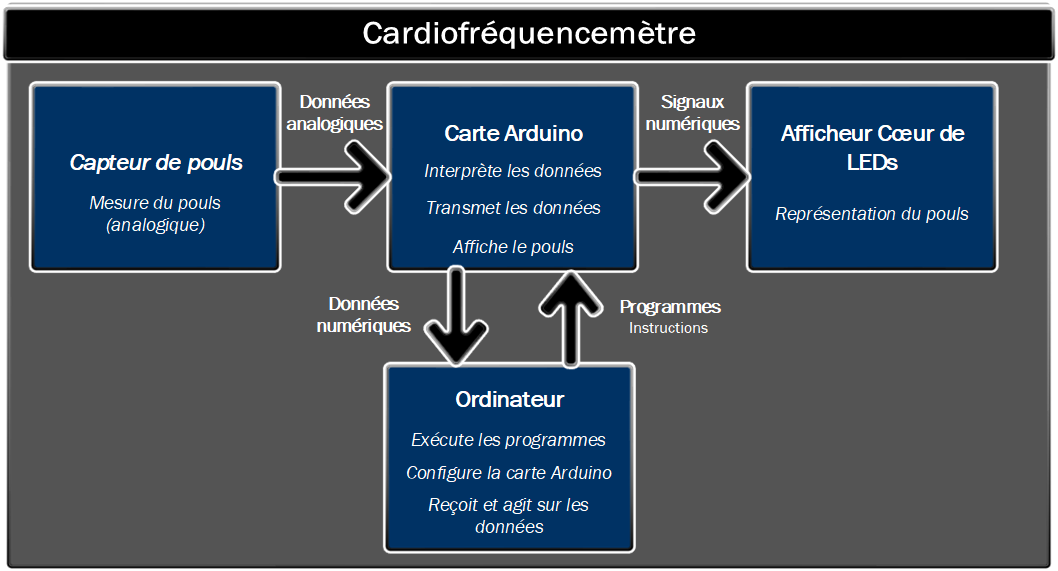 Cardiofréquencemètre
Capteur de pouls
Mesure du pouls
(analogique)
Données
analogiques
Carte Arduino
Interprète les données
Transmet les données
Affiche le pouls
Signaux
numériques
Afficheur Cœur de
LEDs
Représentation du pouls
Données
numériques
Programmes
Instructions
Ordinateur
Exécute les programmes
Configure la carte Arduino
Reçoit et agit sur les
données